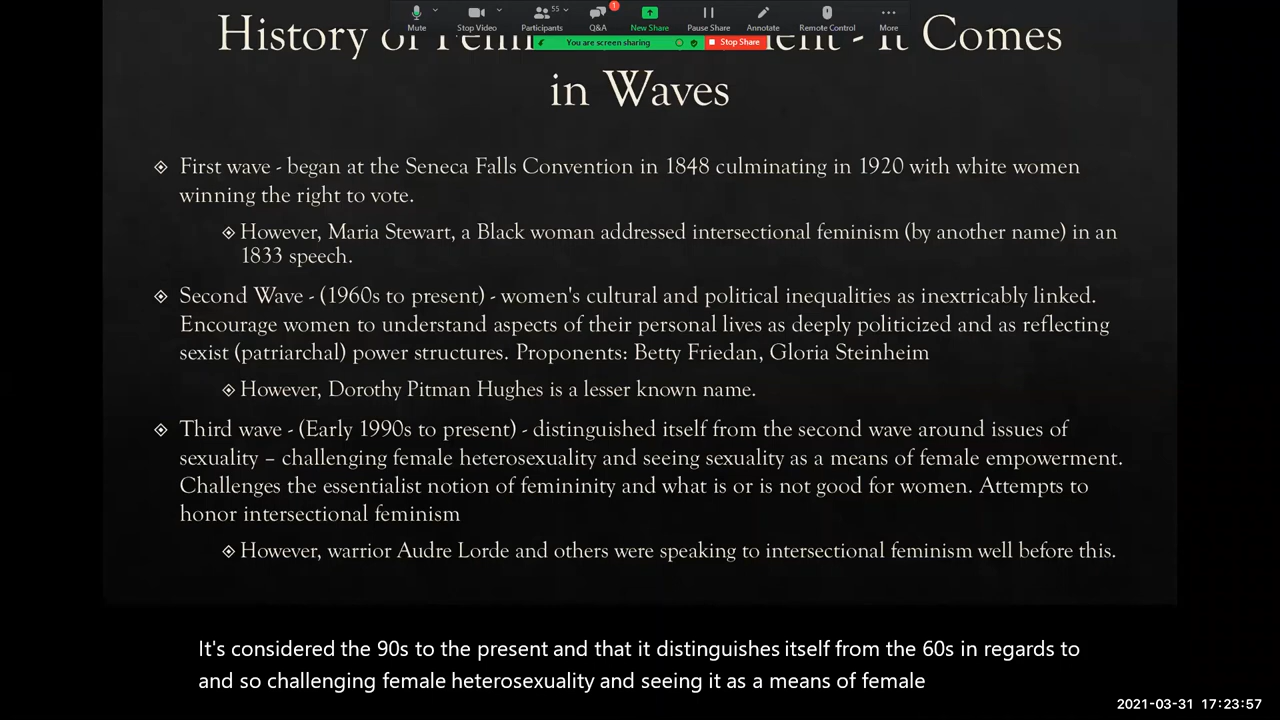 Mute
Stop Video
55
Participants
1
Q&A
New Share
Pause Share
Annotate
Remote Control
More
You are screen sharing
Stop Share
History of - It Comes
in Waves
First wave - began at the Seneca Falls Convention in 1848 culminating in 1920 with white women
winning the right to vote.
However, Maria Stewart, a Black woman addressed intersectional feminism (by another name) in an
1833 speech.
Second Wave - (1960s to present) - women's cultural and political inequalities as inextricably linked.
Encourage women to understand aspects of their personal lives as deeply politicized and as reflecting
sexist (patriarchal) power structures. Proponents: Betty Friedan, Gloria Steinheim
However, Dorothy Pitman Hughes is a lesser known name.
Third wave - (Early 1990s to present) - distinguished itself from the second wave around issues of
sexuality – challenging female heterosexuality and seeing sexuality as a means of female empowerment.
Challenges the essentialist notion of femininity and what is or is not good for women. Attempts to
honor intersectional feminism
However, warrior Audre Lorde and others were speaking to intersectional feminism well before this.
It's considered the 90s to the present and that it distinguishes itself from the 60s in regards to
and so challenging female heterosexuality and seeing it as a means of female
2021-03-31 17:23:57